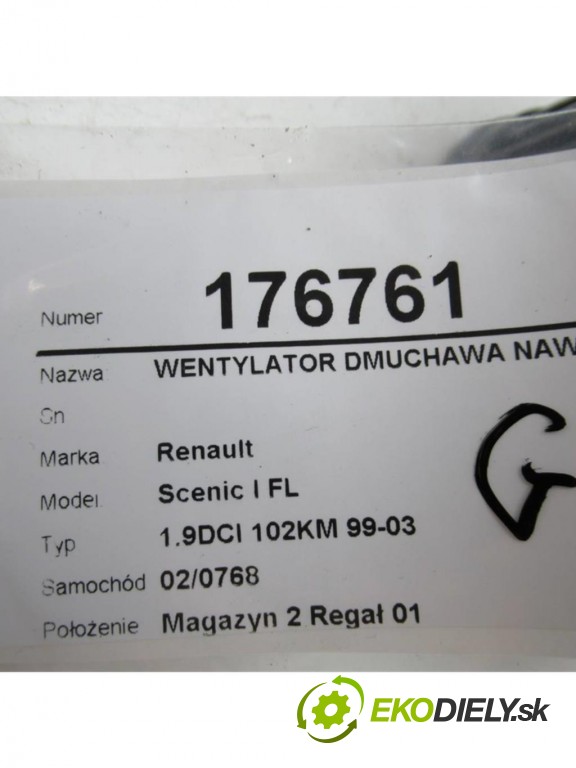 Numer 176761
Nazwa WENTYLATOR DMUCHAWA NAW
Sn
Marka Renault
Model Scenic I FL
Typ 1.9DCI 102KM 99-03
Samochód 02/0768
Położenie Magazyn 2 Regał 01
G
EKODIELY.sk